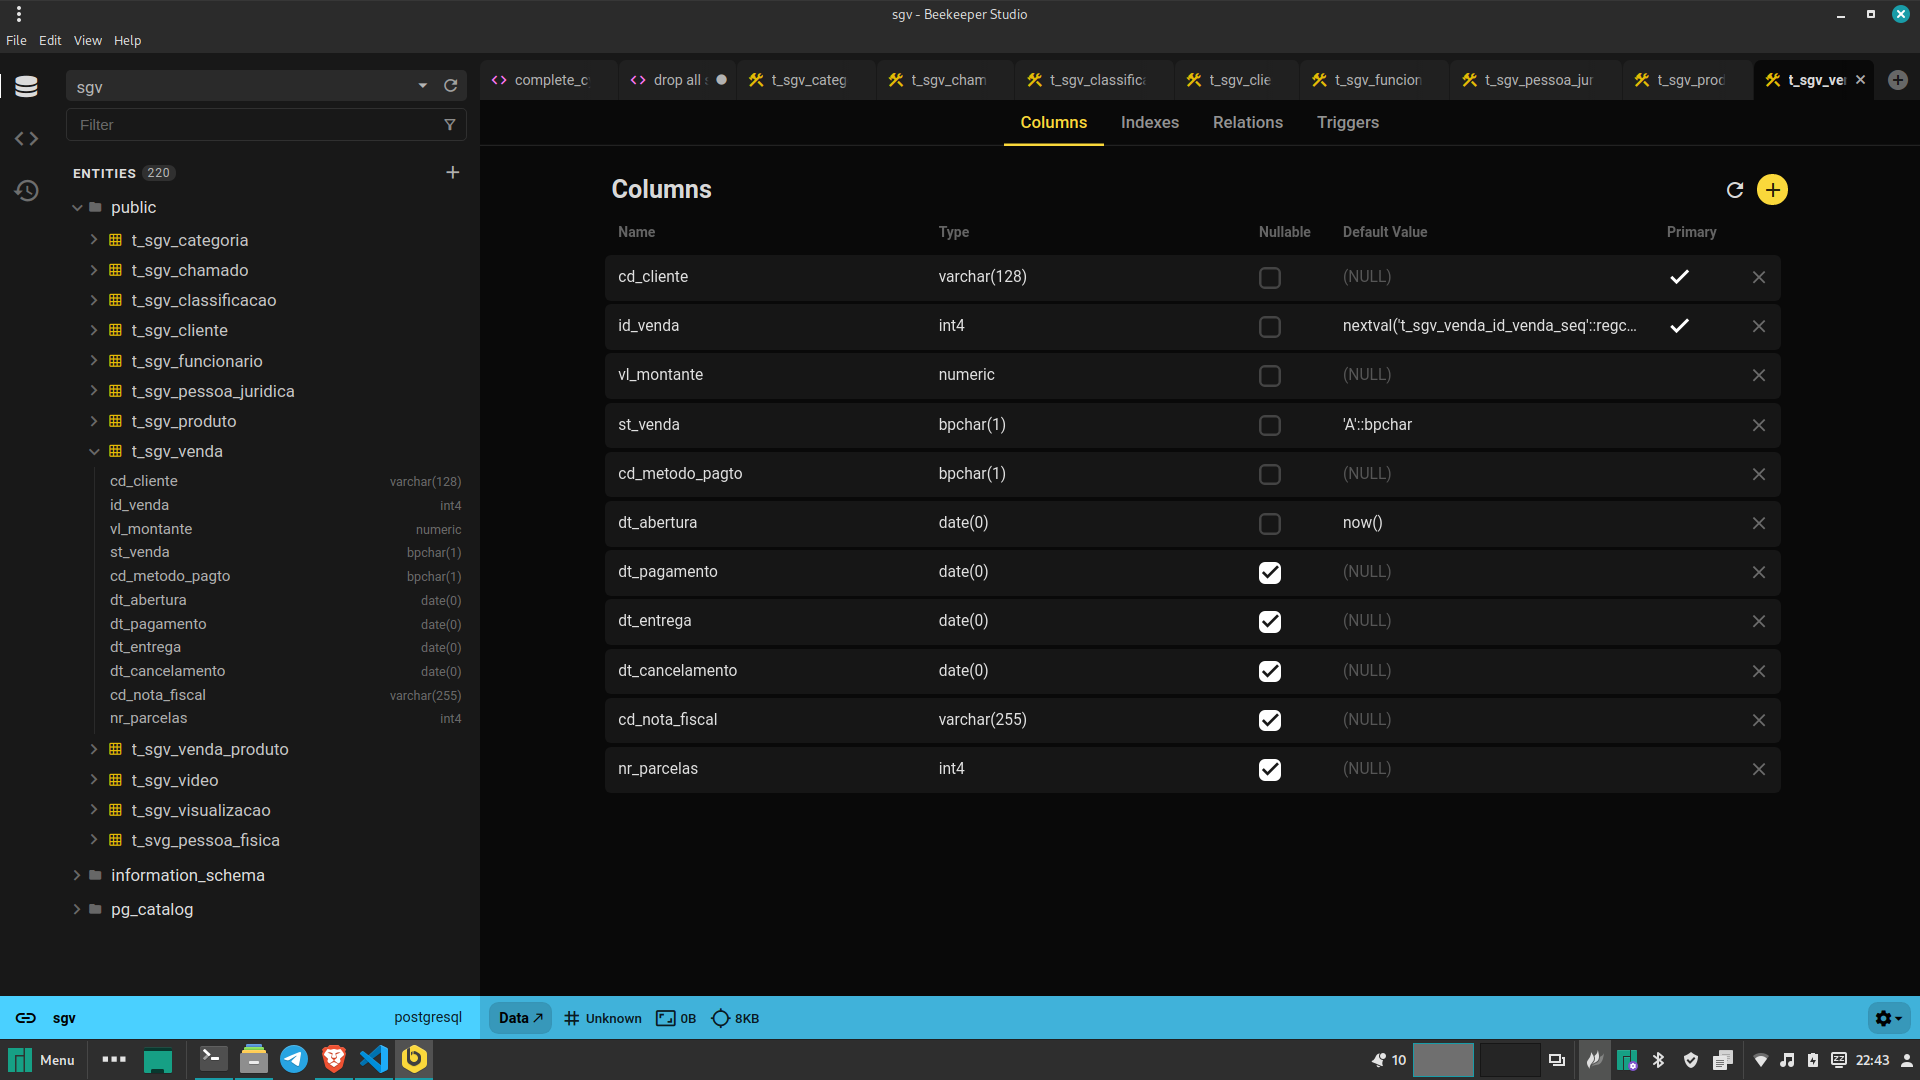 sgv - Beekeeper Studio
File Edit View Help
sgv
Filter
ENTITIES 220
public
t_sgv_categoria
t_sgv_chamado
t_sgv_classificacao
t_sgv_cliente
t_sgv_funcionario
t_sgv_pessoa_juridica
t_sgv_produto
t_sgv_venda
cd_cliente varchar(128)
id_venda int4
vl_montante numeric
st_venda bpchar(1)
cd_metodo_pagto bpchar(1)
dt_abertura date(0)
dt_pagamento date(0)
dt_entrega date(0)
dt_cancelamento date(0)
cd_nota_fiscal varchar(255)
nr_parcelas int4
t_sgv_venda_produto
t_sgv_video
t_sgv_visualizacao
t_svg_pessoa_fisica
information_schema
pg_catalog
complete_c drop all t_sgv_categ t_sgv_cham t_sgv_classific t_sgv_clie t_sgv_funcion t_sgv_pessoa_jur t_sgv_prod t_sgv_ve
Columns Indexes Relations Triggers
Columns
Name Type Nullable Default Value Primary
cd_cliente varchar(128) (NULL)
id_venda int4 nextval('t_sgv_venda_id_venda_seq'::regc...
vl_montante numeric (NULL)
st_venda bpchar(1) 'A'::bpchar
cd_metodo_pagto bpchar(1) (NULL)
dt_abertura date(0) now()
dt_pagamento date(0) (NULL)
dt_entrega date(0) (NULL)
dt_cancelamento date(0) (NULL)
cd_nota_fiscal varchar(255) (NULL)
nr_parcelas int4 (NULL)
sgv postgresql Data Unknown 0B 8KB
Menu 10 22:43